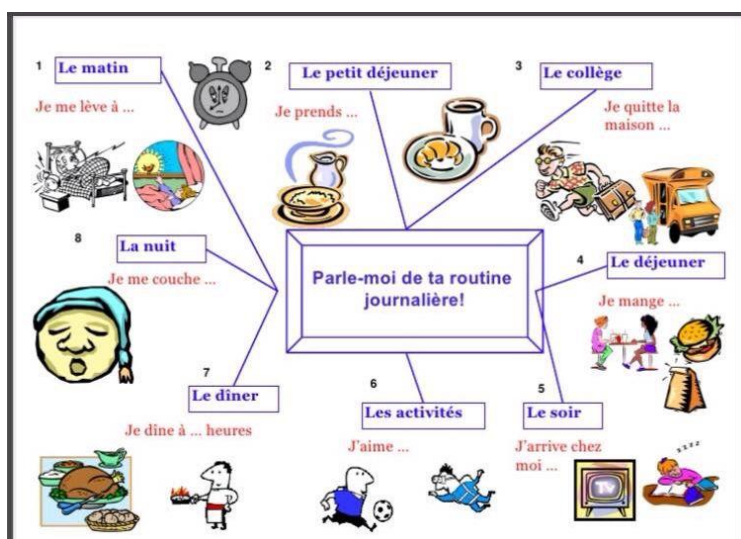 1
Le matin
Je me lève à ...
2
Le petit déjeuner
Je prends ...
3
Le collège
Je quitte la
maison ...
8
La nuit
Je me couche ...
Parle-moi de ta routine
journalière!
4
Le déjeuner
Je mange ...
7
Le dîner
Je dîne à ... heures
6
Les activités
J'aime ...
5
Le soir
J'arrive chez
moi ...
TV
zzzz